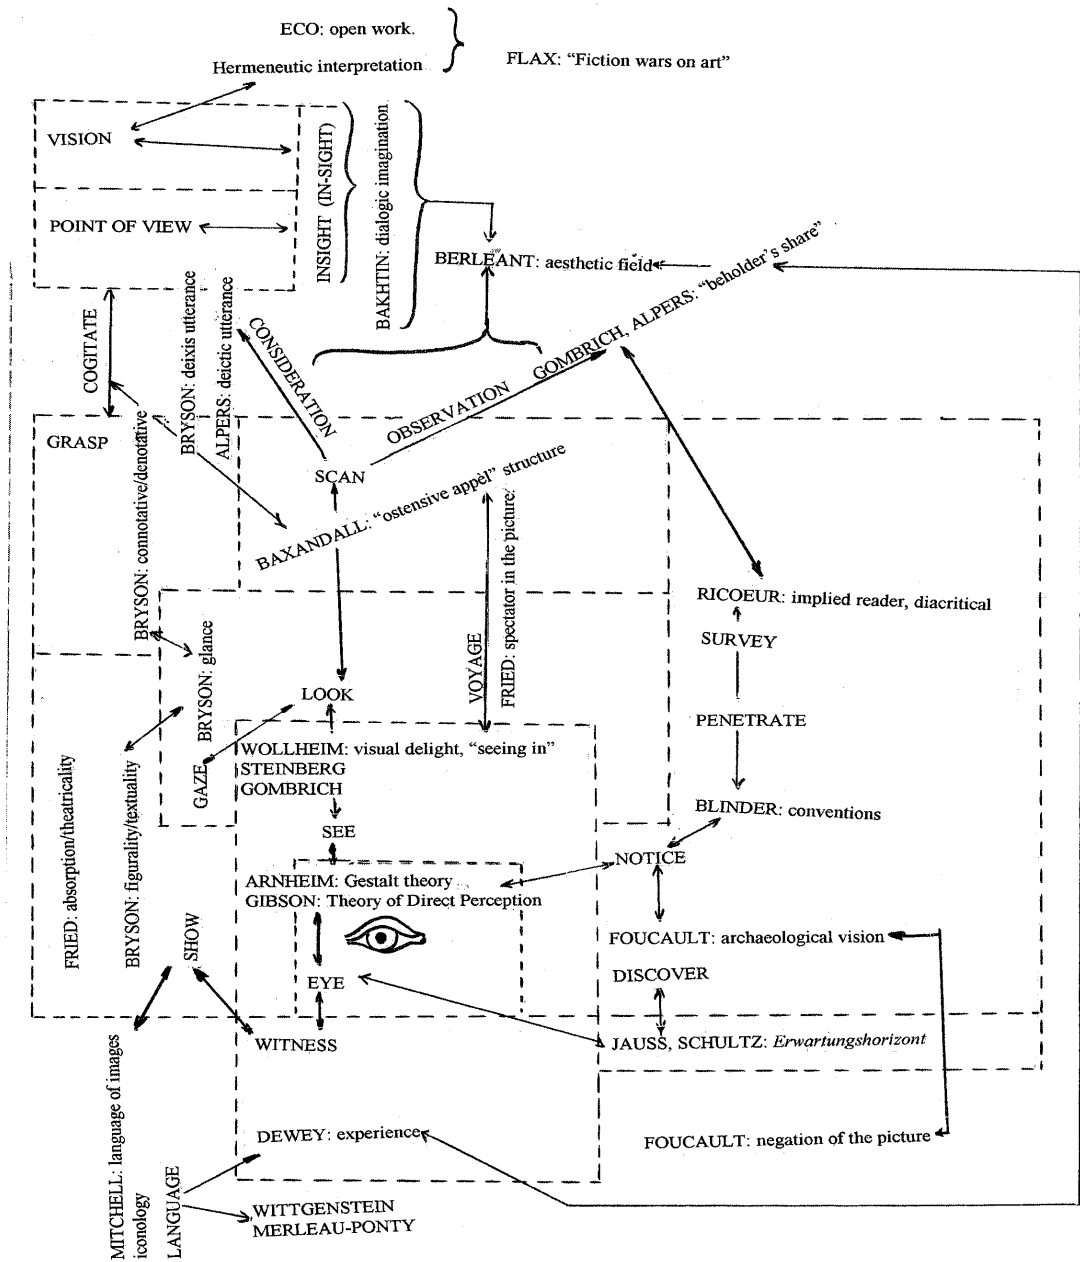 ECO: open work.
Hermeneutic interpretation
FLAX: “Fiction wars on art”
VISION
POINT OF VIEW
INSIGHT (IN-SIGHT)
BAKHTIN: dialogic imagination
BERLEANT: aesthetic field
GOMBRICH, ALPERS: “beholder’s share”
COGITATE
BRYSON: deixis utterance
ALPERS: deictic utterance
CONSIDERATION
OBSERVATION
GRASP
BRYSON: connotative/denotative
SCAN
BAXANDALL: “ostensive appèl” structure
VOYAGE
FRIED: spectator in the picture
RICOEUR: implied reader, diacritical
SURVEY
PENETRATE
BLINDER: conventions
BRYSON: glance
GAZE
LOOK
WOLLHEIM: visual delight, “seeing in”
STEINBERG
GOMBRICH
SEE
NOTICE
ARNHEIM: Gestalt theory
GIBSON: Theory of Direct Perception
FRIED: absorption/theatricality
BRYSON: figurality/textuality
SHOW
EYE
FOUCAULT: archaeological vision
DISCOVER
WITNESS
JAUSS, SCHULTZ: Erwartungshorizont
DEWEY: experience
FOUCAULT: negation of the picture
MITCHELL: language of images
iconology
LANGUAGE
WITTGENSTEIN
MERLEAU-PONTY